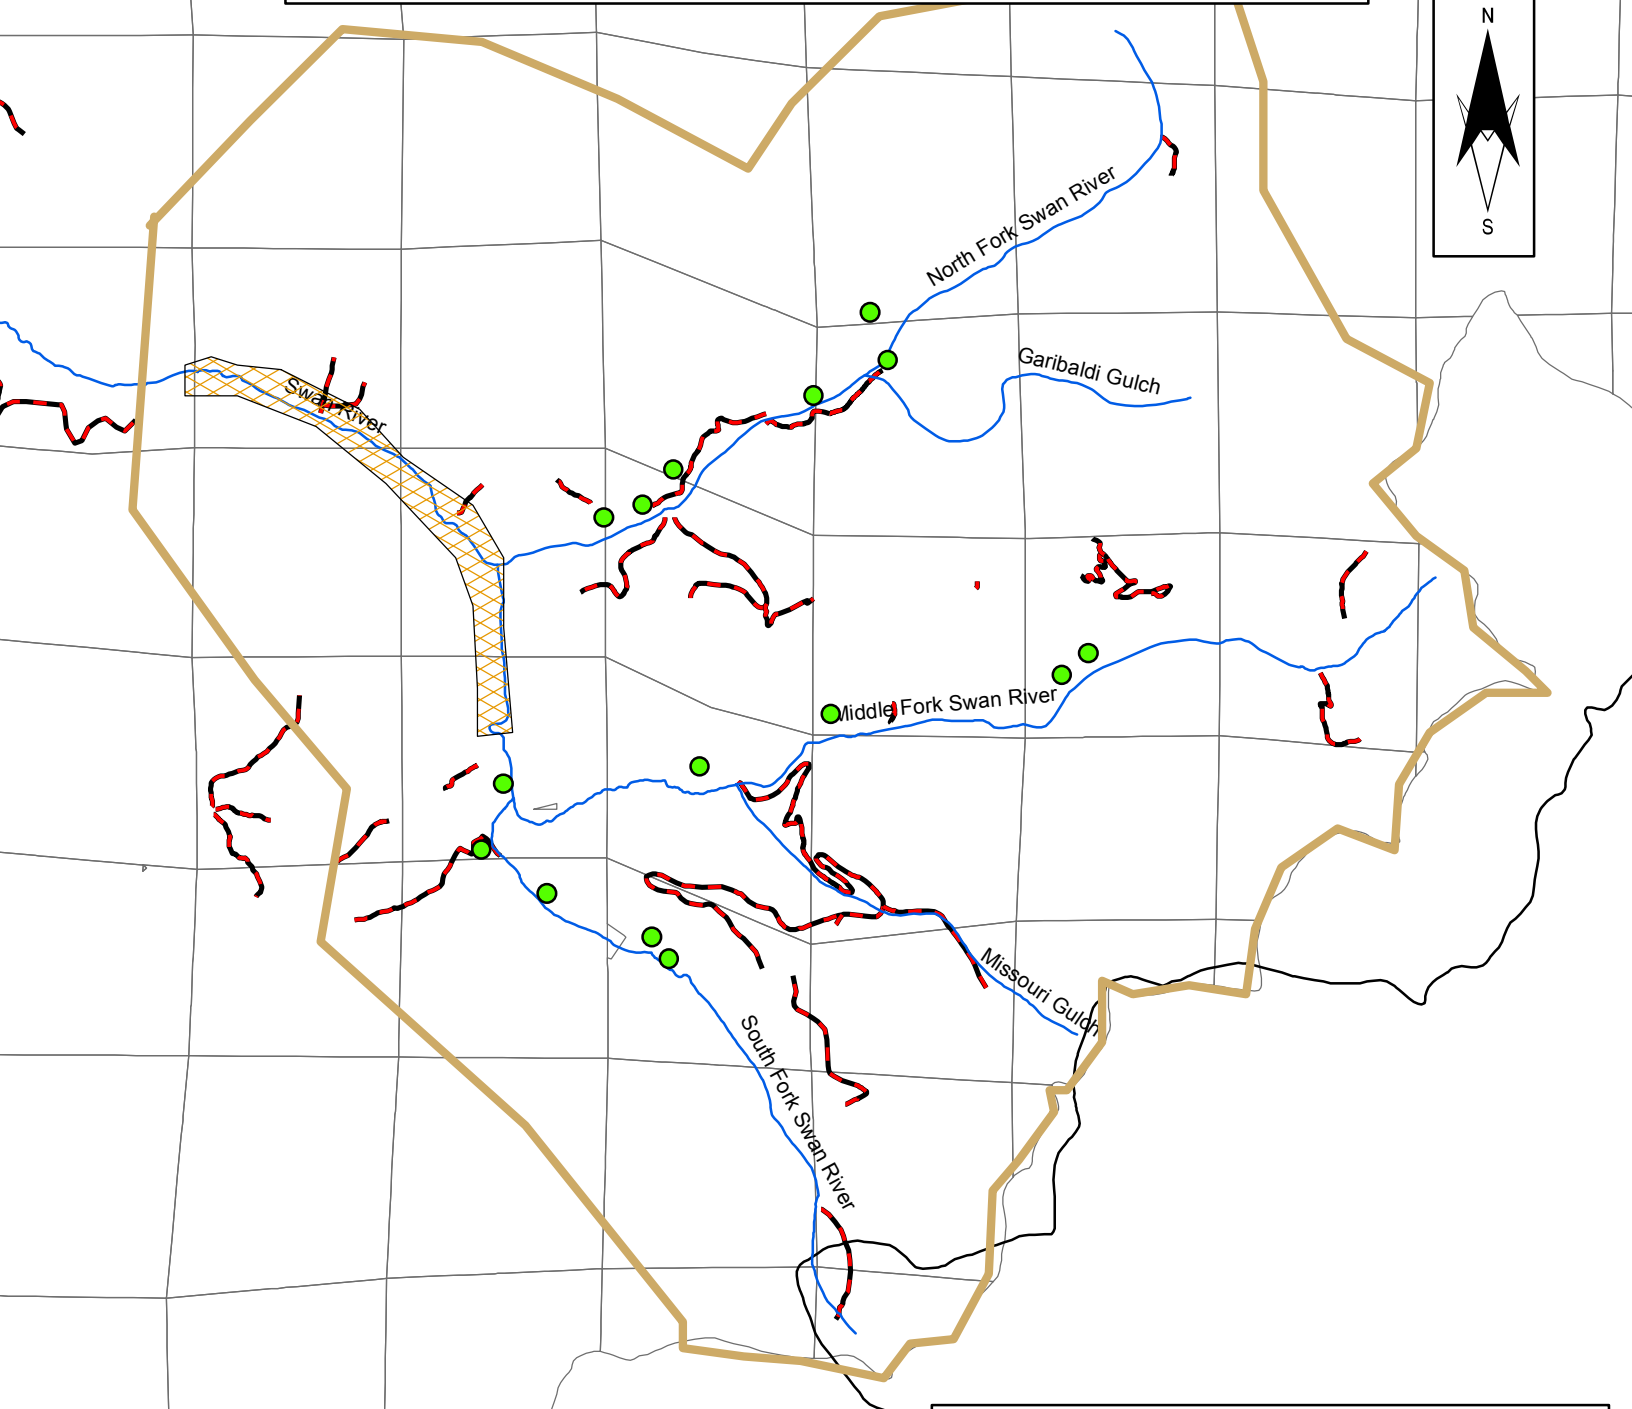 N
S
North Fork Swan River
Garibaldi Gulch
Swan River
Middle Fork Swan River
Missouri Gulch
South Fork Swan River